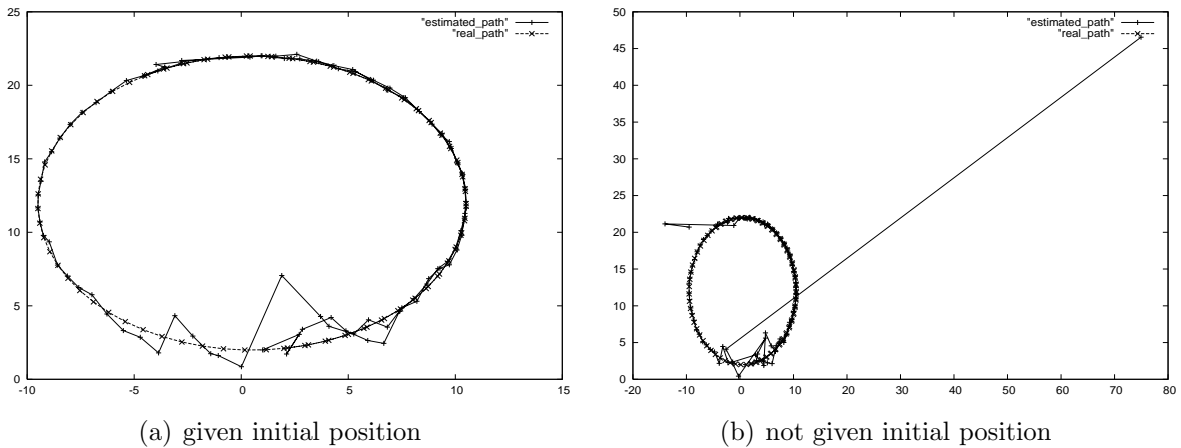 "estimated_path"
"real_path"
25
20
15
10
5
0
-10 -5 0 5 10 15
(a) given initial position
"estimated_path"
"real_path"
50
45
40
35
30
25
20
15
10
5
0
-20 -10 0 10 20 30 40 50 60 70 80
(b) not given initial position